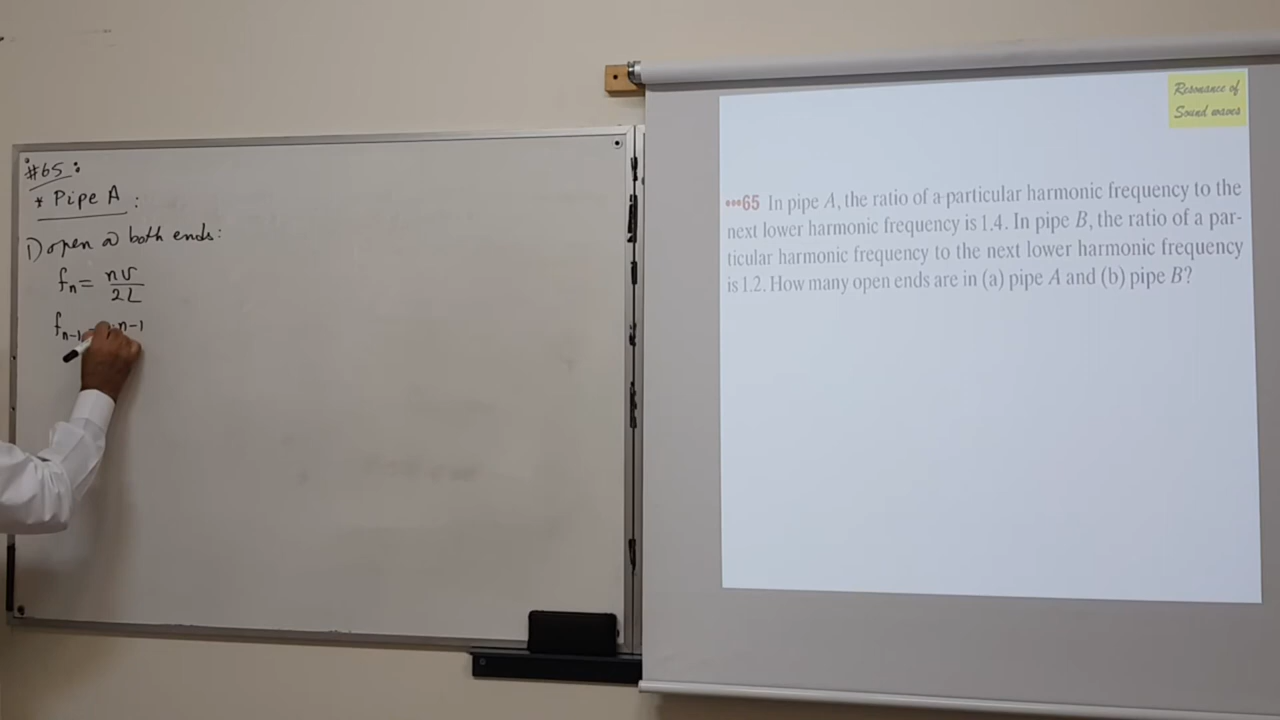 #65:
* Pipe A :
1) open @ both ends:
fn = nv
2L
fn-1 n-1
Resonance of
Sound waves
•••65 In pipe A, the ratio of a particular harmonic frequency to the
next lower harmonic frequency is 1.4. In pipe B, the ratio of a par-
ticular harmonic frequency to the next lower harmonic frequency
is 1.2. How many open ends are in (a) pipe A and (b) pipe B?